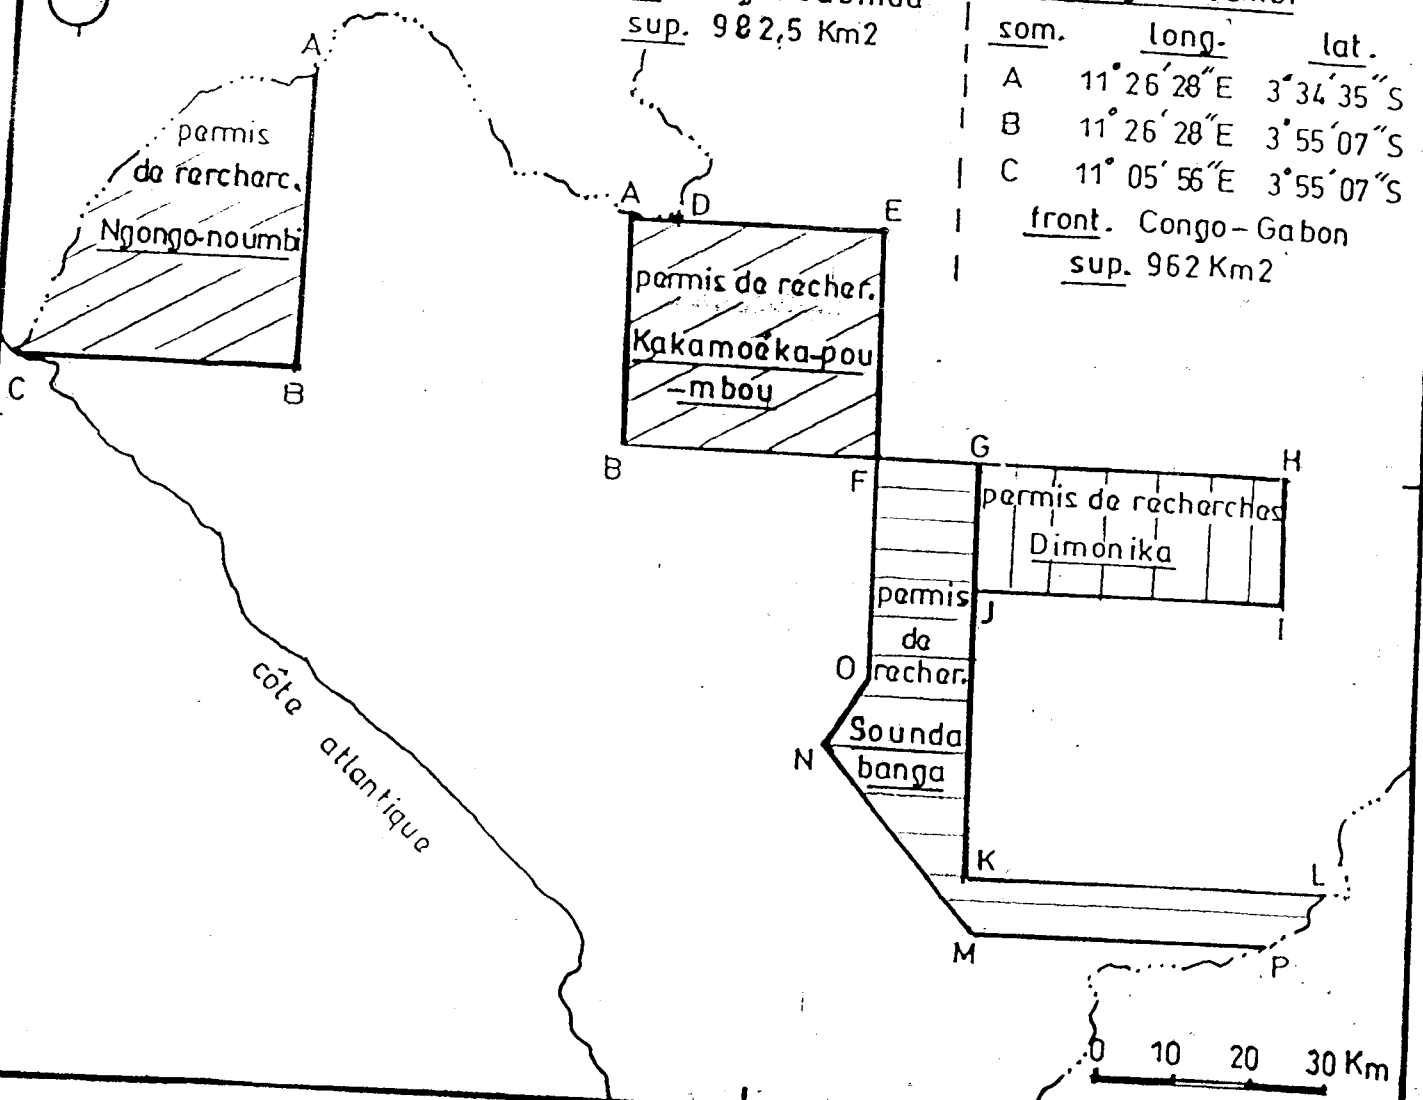 sup. 982,5 Km2
som. long. lat.
A 11° 26′ 28″E 3° 34′ 35″S
B 11° 26′ 28″E 3° 55′ 07″S
C 11° 05′ 56″E 3° 55′ 07″S
front. Congo-Gabon
sup. 962 Km2
A
permis
de rercherc.
Ngongo-noumbi
C
B
A D E
permis de recher.
Kakamoéka-pou
-mbou
B
F
G
H
permis de recherches
Dimonika
J
I
permis
de
recher.
O
Sounda
banga
N
K
L
M
P
côte atlantique
0 10 20 30 Km